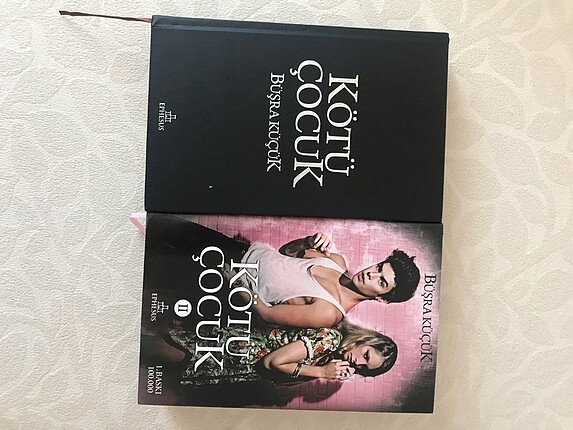 KÖTÜ
ÇOCUK
BÜŞRA KÜÇÜK
EPHESUS
BÜŞRA KÜÇÜK
KÖTÜ
ÇOCUK
II
EPHESUS
1. BASKI
100.000